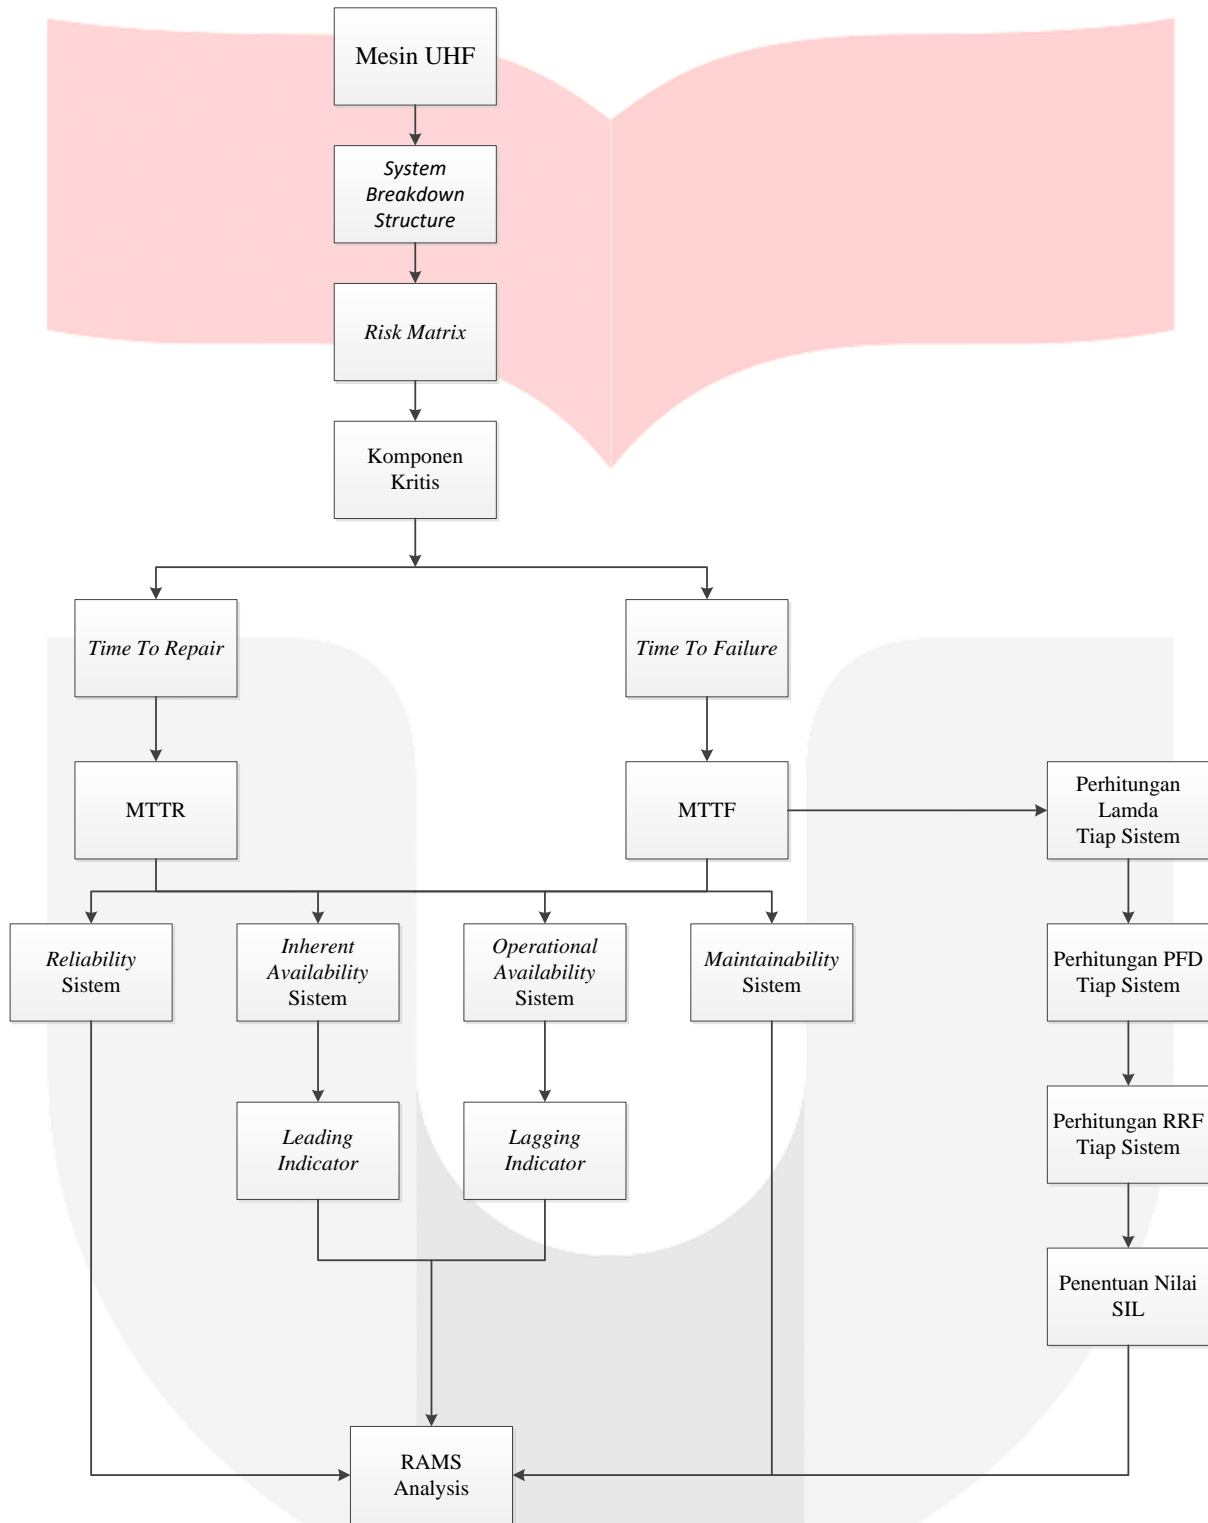 Mesin UHF
System
Breakdown
Structure
Risk Matrix
Komponen
Kritis
Time To Repair
Time To Failure
MTTR
MTTF
Perhitungan
Lamda
Tiap Sistem
Reliability
Sistem
Inherent
Availability
Sistem
Operational
Availability
Sistem
Maintainability
Sistem
Perhitungan PFD
Tiap Sistem
Leading
Indicator
Lagging
Indicator
Perhitungan RRF
Tiap Sistem
Penentuan Nilai
SIL
RAMS
Analysis